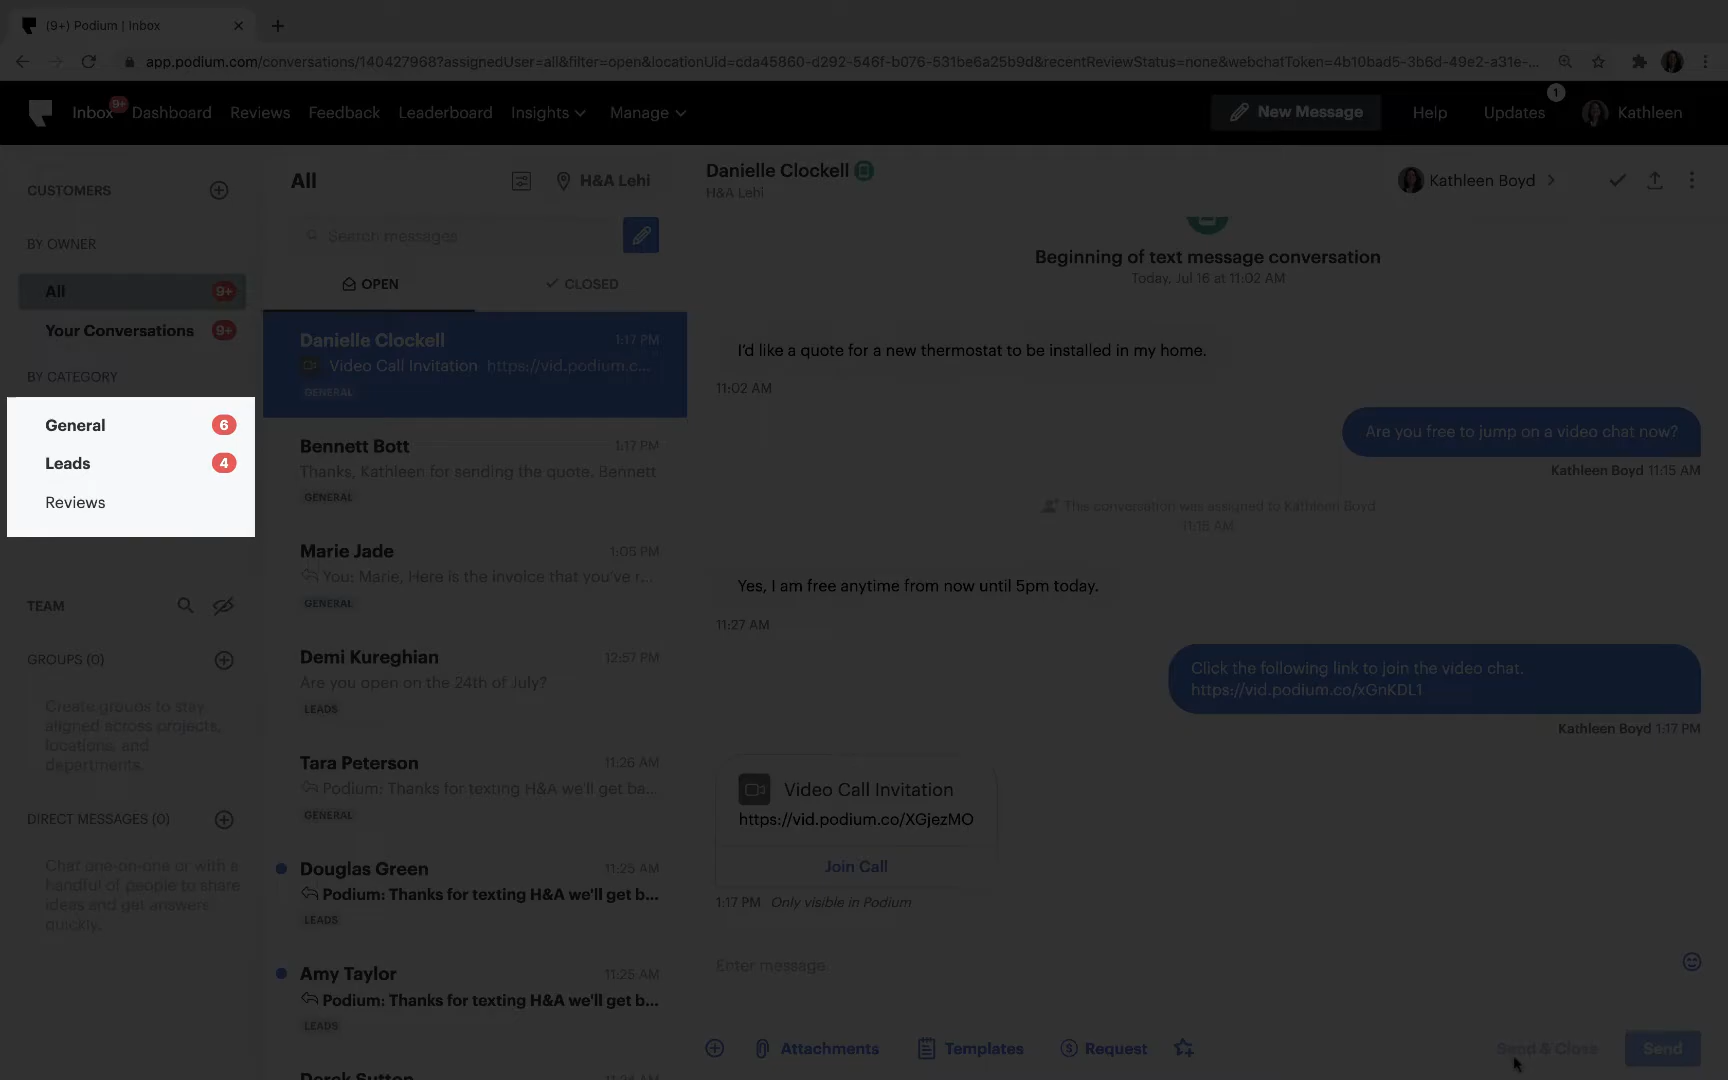 (9+) Podium | Inbox
app.podium.com/conversations/140427968?assignedUser=all&filter=open&locationUid=cda45860-d292-546f-b076-531be6a25b9d&recentReviewStatus=none&webchatToken=4b10bad5-3b6d-49e2-a31e-...
Inbox 9+ Dashboard Reviews Feedback Leaderboard Insights Manage New Message Help Updates 1 Kathleen
CUSTOMERS
BY OWNER
All 9+
Your Conversations 9+
BY CATEGORY
General 6
Leads 4
Reviews
TEAM
GROUPS (0)
Create groups to stay
aligned across projects,
locations, and
departments.
DIRECT MESSAGES (0)
Chat one-on-one or with a
handful of people to share
ideas and get answers
quickly.
All H&A Lehi
Search messages
OPEN CLOSED
Danielle Clockell 1:17 PM
Video Call Invitation https://vid.podium.c...
GENERAL
Bennett Bott 1:17 PM
Thanks, Kathleen for sending the quote. Bennett
GENERAL
Marie Jade 1:05 PM
You: Marie, Here is the invoice that you've r...
GENERAL
Demi Kureghian 12:57 PM
Are you open on the 24th of July?
LEADS
Tara Peterson 11:26 AM
Podium: Thanks for texting H&A we'll get ba...
GENERAL
Douglas Green 11:25 AM
Podium: Thanks for texting H&A we'll get b...
LEADS
Amy Taylor 11:25 AM
Podium: Thanks for texting H&A we'll get b...
LEADS
Derek Sutton 11:24 AM
Danielle Clockell
H&A Lehi
Kathleen Boyd
Beginning of text message conversation
Today, Jul 16 at 11:02 AM
I'd like a quote for a new thermostat to be installed in my home.
11:02 AM
Are you free to jump on a video chat now?
Kathleen Boyd 11:15 AM
This conversation was assigned to Kathleen Boyd
11:15 AM
Yes, I am free anytime from now until 5pm today.
11:27 AM
Click the following link to join the video chat.
https://vid.podium.co/xGnKDL1
Kathleen Boyd 1:17 PM
Video Call Invitation
https://vid.podium.co/XGjezMO
Join Call
1:17 PM Only visible in Podium
Enter message
Attachments Templates Request Send & Close Send